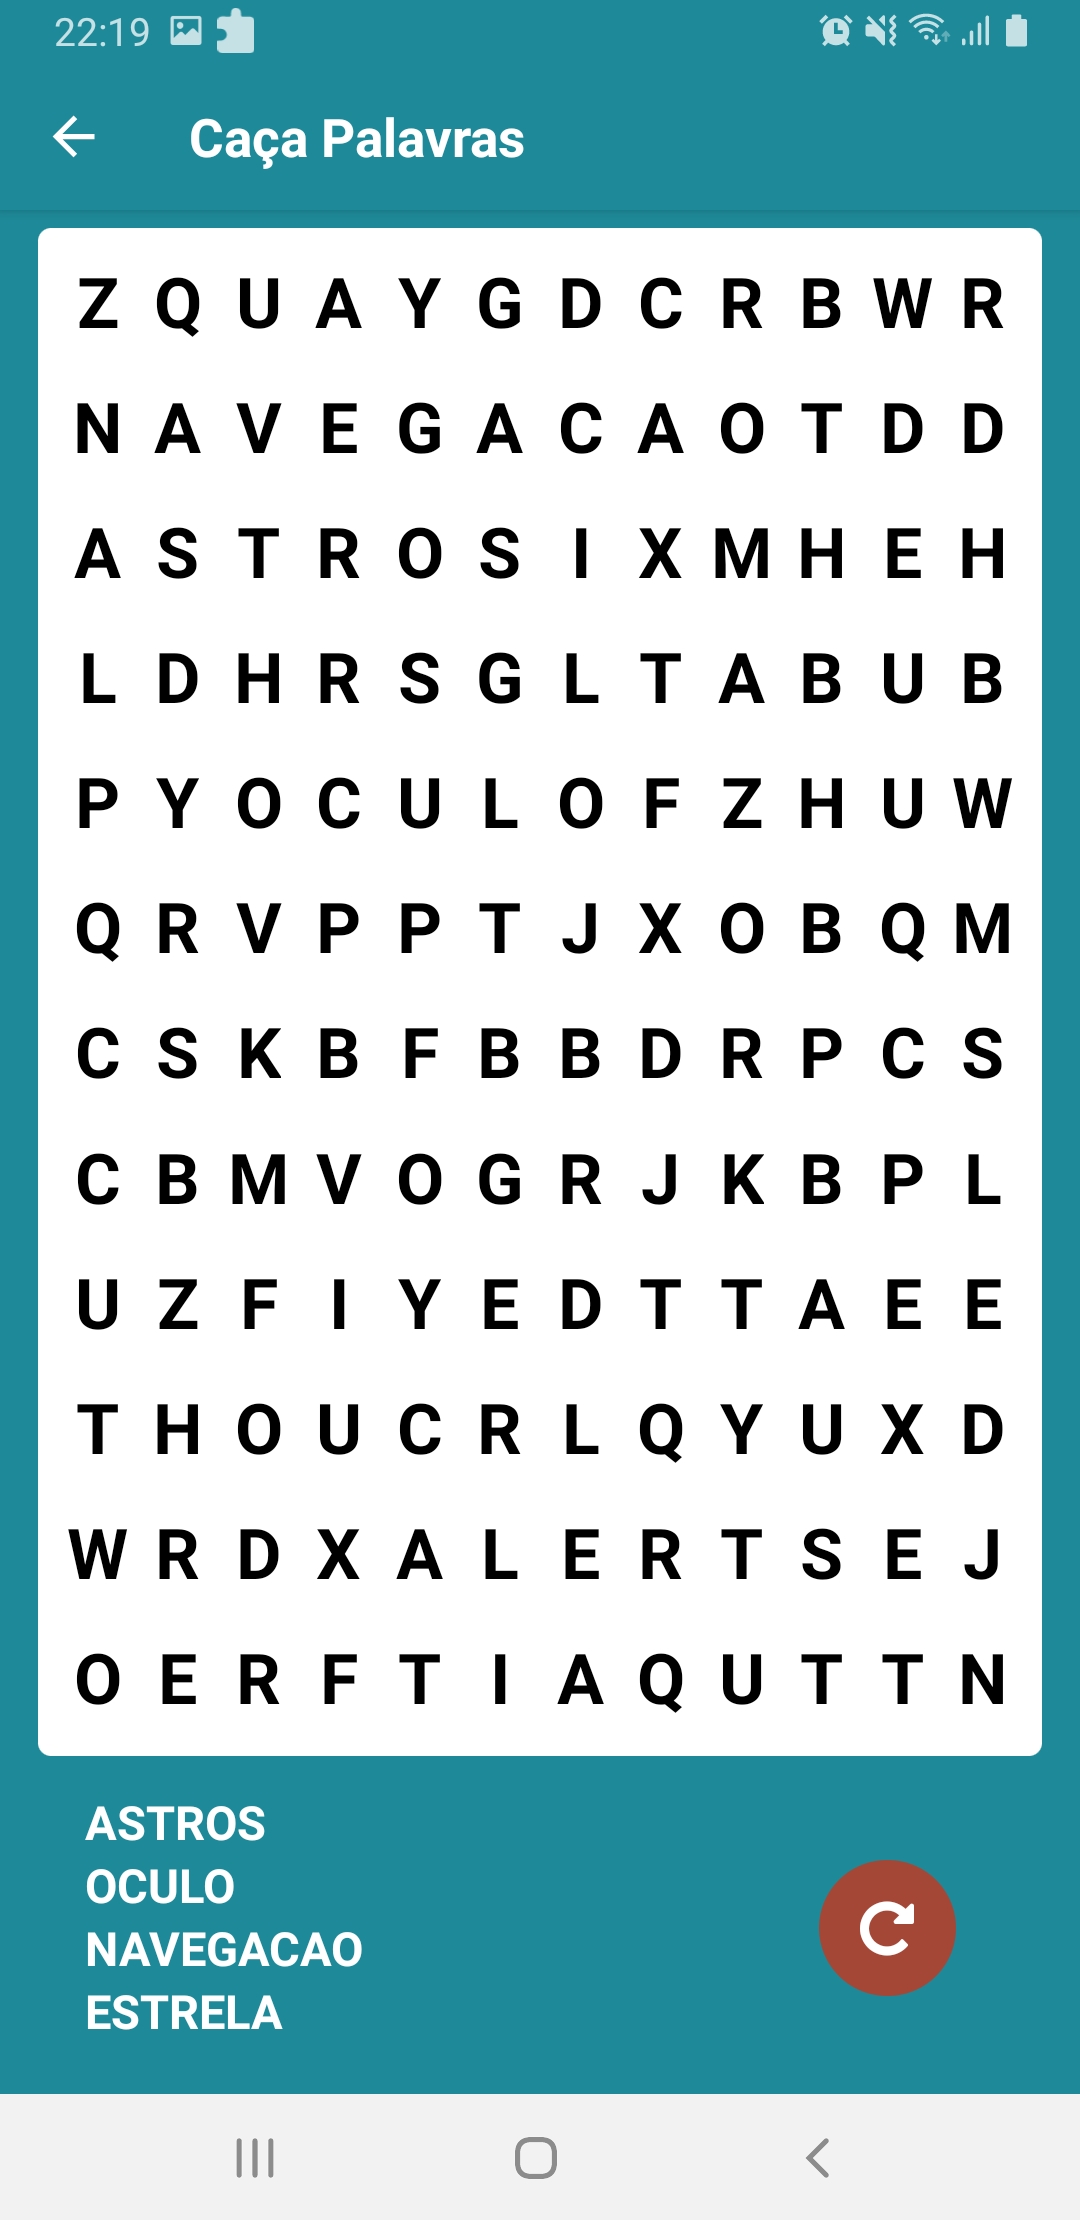 22:19
Caça Palavras
Z Q U A Y G D C R B W R
N A V E G A C A O T D D
A S T R O S I X M H E H
L D H R S G L T A B U B
P Y O C U L O F Z H U W
Q R V P P T J X O B Q M
C S K B F B B D R P C S
C B M V O G R J K B P L
U Z F I Y E D T T A E E
T H O U C R L Q Y U X D
W R D X A L E R T S E J
O E R F T I A Q U T T N
ASTROS
OCULO
NAVEGACAO
ESTRELA